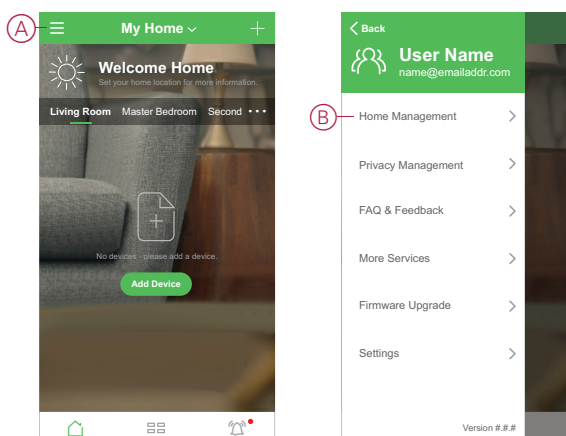 A
My Home
Welcome Home
Set your home location for more information.
Living Room Master Bedroom Second
No devices - please add a device.
Add Device
Back
User Name
name@emailaddr.com
B
Home Management
Privacy Management
FAQ & Feedback
More Services
Firmware Upgrade
Settings
Version #.#.#